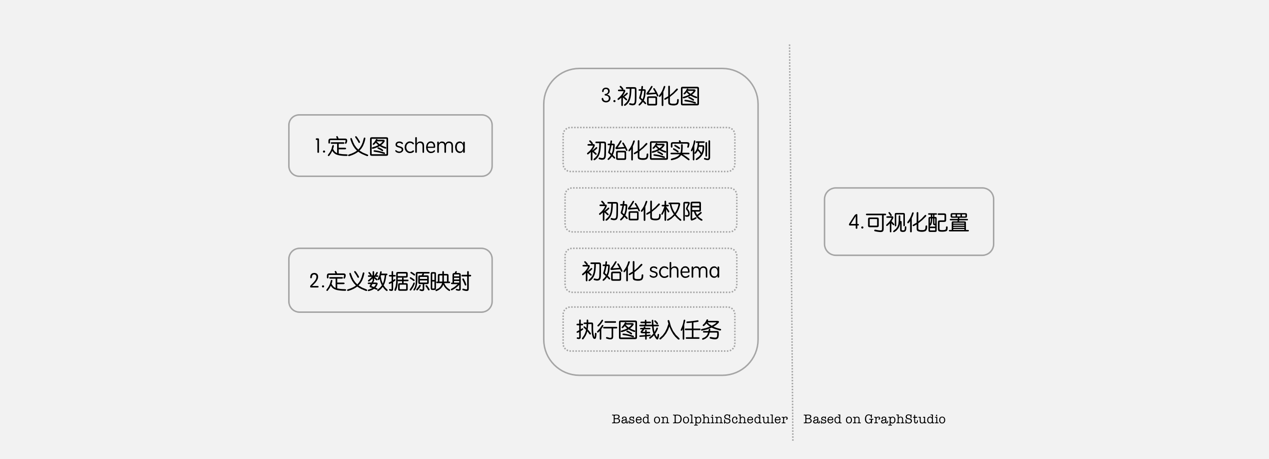 1.定义图 schema
2.定义数据源映射
3.初始化图
初始化图实例
初始化权限
初始化 schema
执行图载入任务
4.可视化配置
Based on DolphinScheduler
Based on GraphStudio